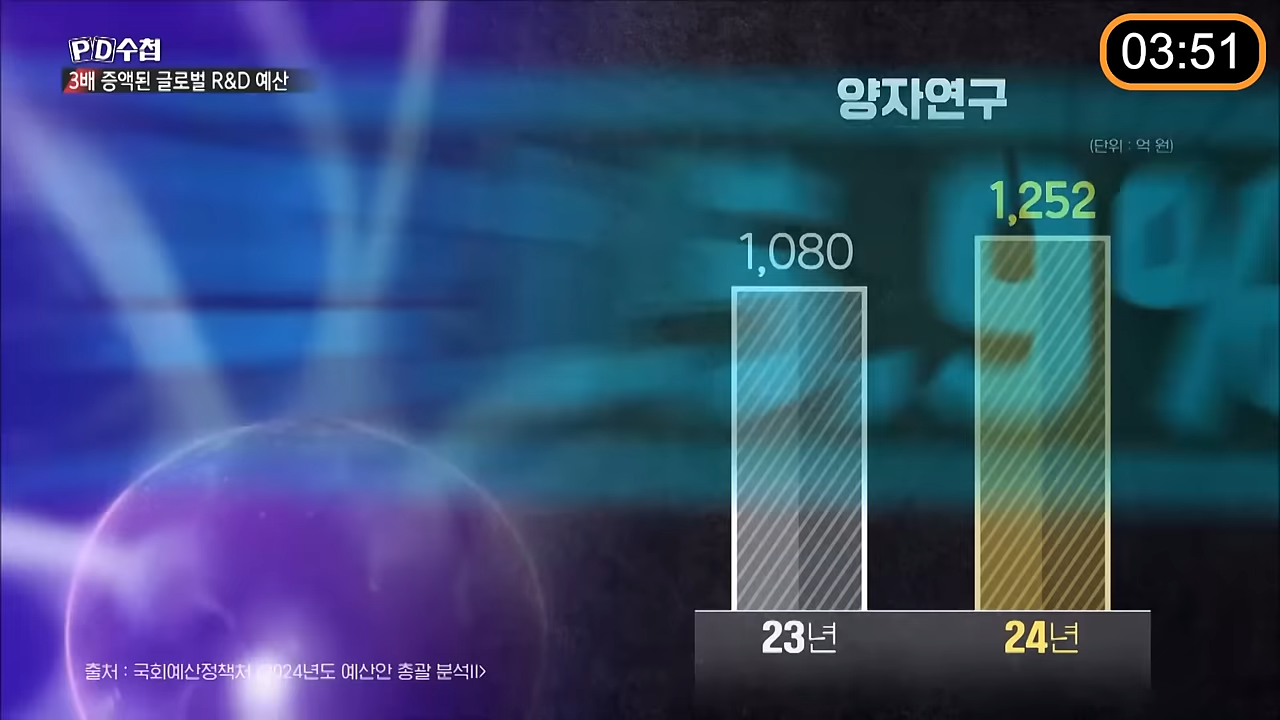 PD수첩
3배 증액된 글로벌 R&D 예산
03:51
양자연구
(단위 : 억 원)
1,080
1,252
23년
24년
출처 : 국회예산정책처 <2024년도 예산안 총괄 분석II>